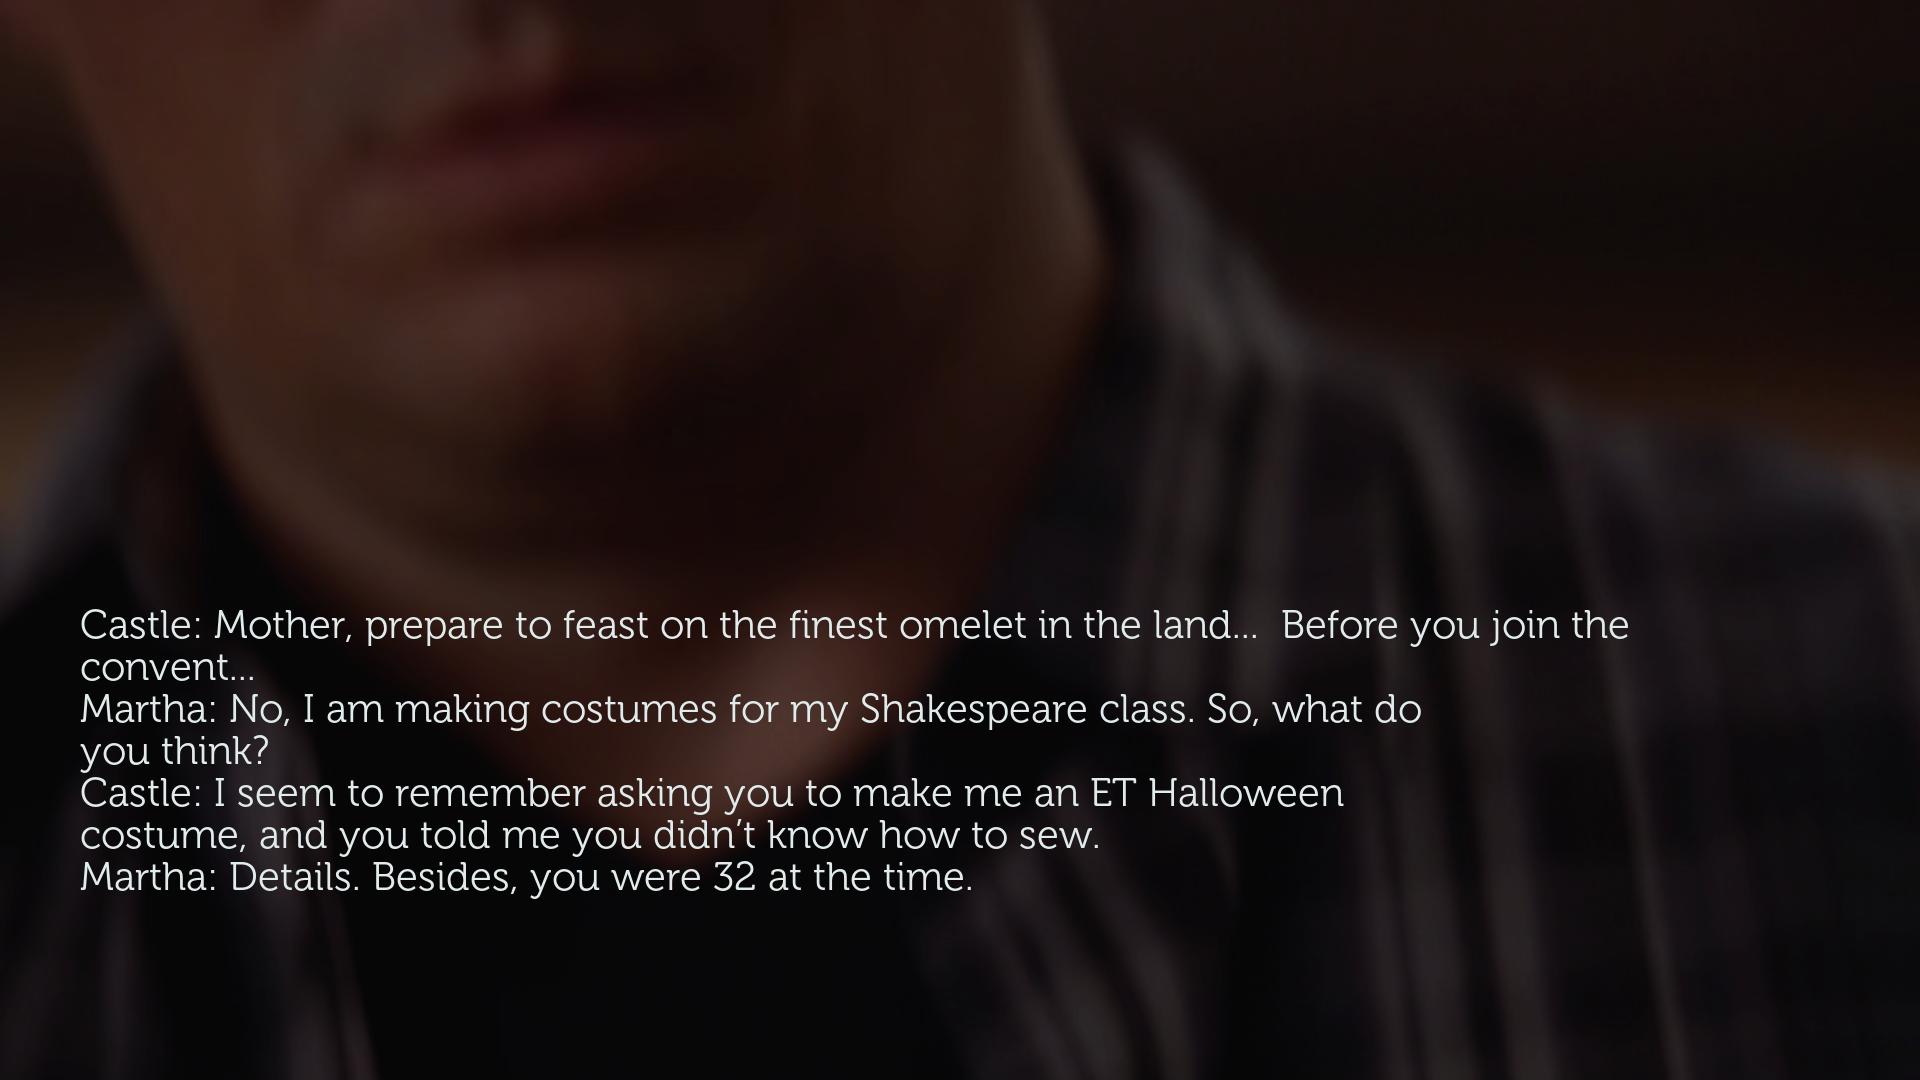 Castle: Mother, prepare to feast on the finest omelet in the land...  Before you join the
convent...
Martha: No, I am making costumes for my Shakespeare class. So, what do
you think?
Castle: I seem to remember asking you to make me an ET Halloween
costume, and you told me you didn’t know how to sew.
Martha: Details. Besides, you were 32 at the time.